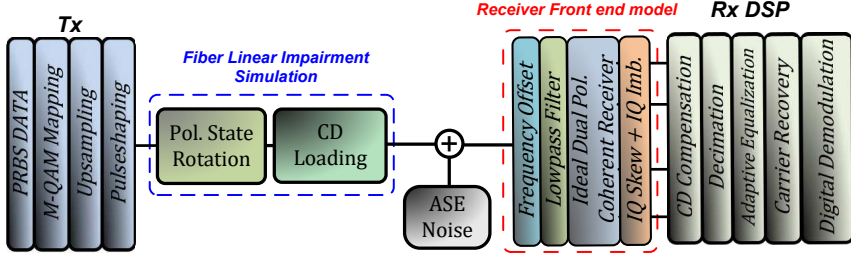 Tx
PRBS DATA
M-QAM Mapping
Upsampling
Pulseshaping
Fiber Linear Impairment
Simulation
Pol. State
Rotation
CD
Loading
+
ASE
Noise
Receiver Front end model
Frequency Offset
Lowpass Filter
Ideal Dual Pol.
Coherent Receiver
IQ Skew + IQ Imb.
Rx DSP
CD Compensation
Decimation
Adaptive Equalization
Carrier Recovery
Digital Demodulation